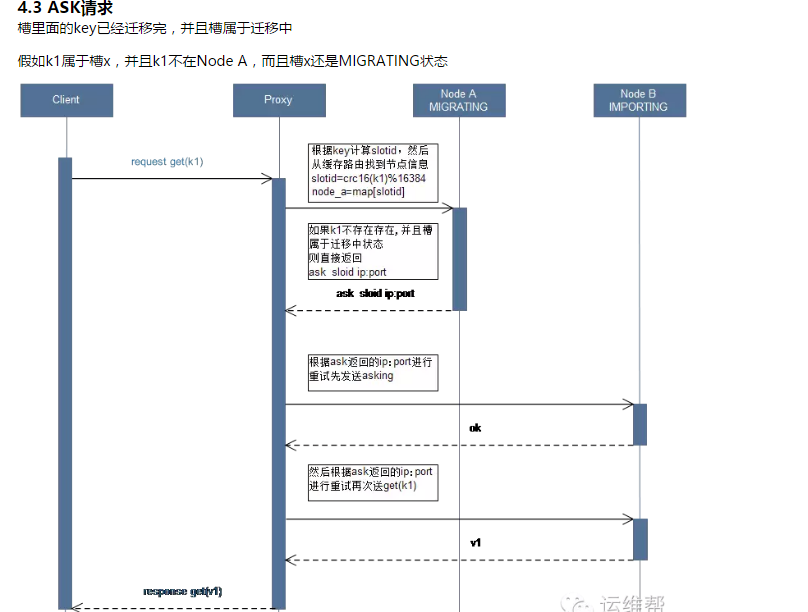 4.3 ASK请求
槽里面的key已经迁移完，并且槽属于迁移中
假如k1属于槽x，并且k1不在Node A，而且槽x还是MIGRATING状态
Client
Proxy
Node A
MIGRATING
Node B
IMPORTING
request get(k1)
根据key计算slotid，然后
从缓存路由找到节点信息
slotid=crc16(k1)%16384
node_a=map[slotid]
如果k1不存在存在,并且槽
属于迁移中状态
则直接返回
ask sloid ip:port
ask sloid ip:port
根据ask返回的ip：port进行
重试先发送asking
ok
然后根据ask返回的ip：port
进行重试再次送get(k1)
v1
response get(v1)
运维帮